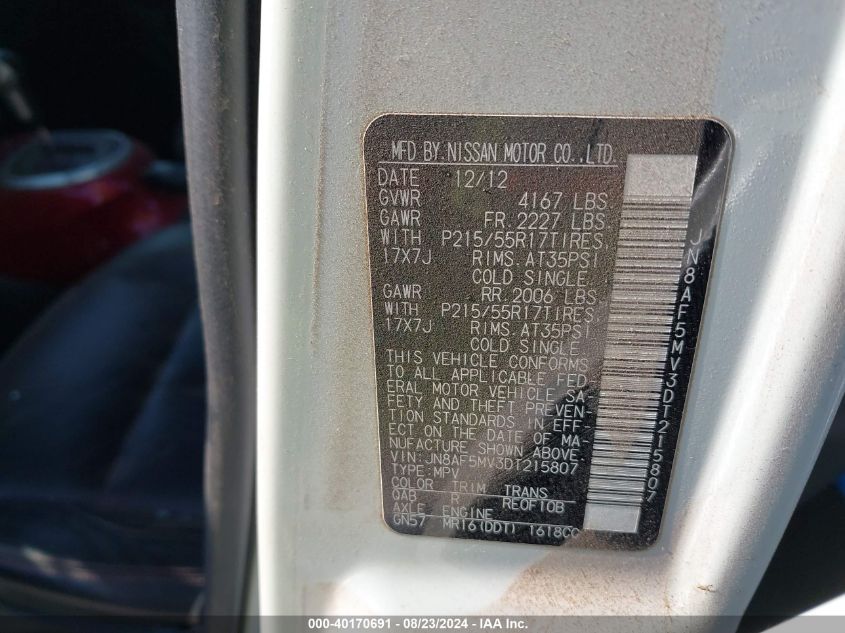 MFD BY NISSAN MOTOR CO., LTD.
DATE 12/12
GVWR 4167 LBS
GAWR FR. 2227 LBS
WITH P215/55R17TIRES
17X7J RIMS. AT35PSI
COLD SINGLE
GAWR RR. 2006 LBS
WITH P215/55R17TIRES
17X7J RIMS. AT35PSI
COLD SINGLE
THIS VEHICLE CONFORMS
TO ALL APPLICABLE FED
ERAL MOTOR VEHICLE SA-
FETY AND THEFT PREVEN-
TION STANDARDS IN EFF
ECT ON THE DATE OF MA-
NUFACTURE SHOWN ABOVE.
VIN: JN8AF5MV3DT215807
TYPE: MPV
COLOR TRIM TRANS
QAB R RE0F10B
AXLE ENGINE
GN57 MR16(DDT) 1618CC
JN8AF5MV3DT215807
000-40170691 - 08/23/2024 - IAAI.COM